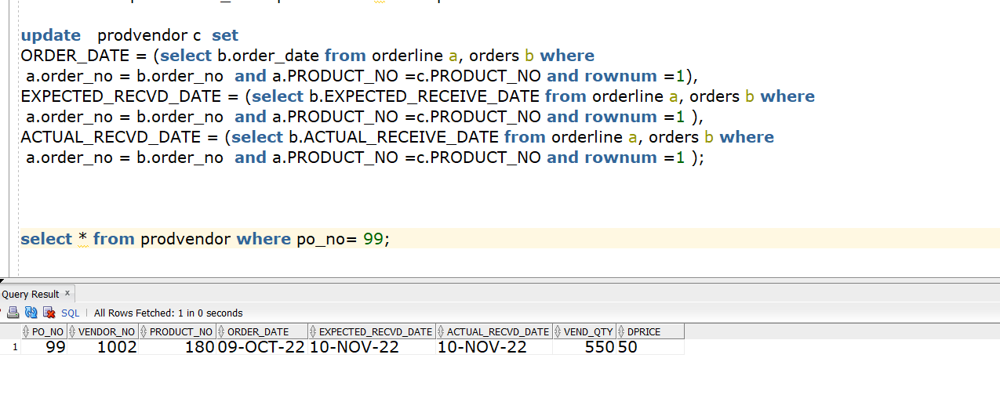 update prodvendor c set
ORDER_DATE = (select b.order_date from orderline a, orders b where
a.order_no = b.order_no and a.PRODUCT_NO =c.PRODUCT_NO and rownum =1),
EXPECTED_RECVD_DATE = (select b.EXPECTED_RECEIVE_DATE from orderline a, orders b where
a.order_no = b.order_no and a.PRODUCT_NO =c.PRODUCT_NO and rownum =1 ),
ACTUAL_RECVD_DATE = (select b.ACTUAL_RECEIVE_DATE from orderline a, orders b where
a.order_no = b.order_no and a.PRODUCT_NO =c.PRODUCT_NO and rownum =1 );
select * from prodvendor where po_no= 99;
Query Result ×
SQL | All Rows Fetched: 1 in 0 seconds
PO_NO VENDOR_NO PRODUCT_NO ORDER_DATE EXPECTED_RECVD_DATE ACTUAL_RECVD_DATE VEND_QTY DPRICE
1 99 1002 180 09-OCT-22 10-NOV-22 10-NOV-22 550 50